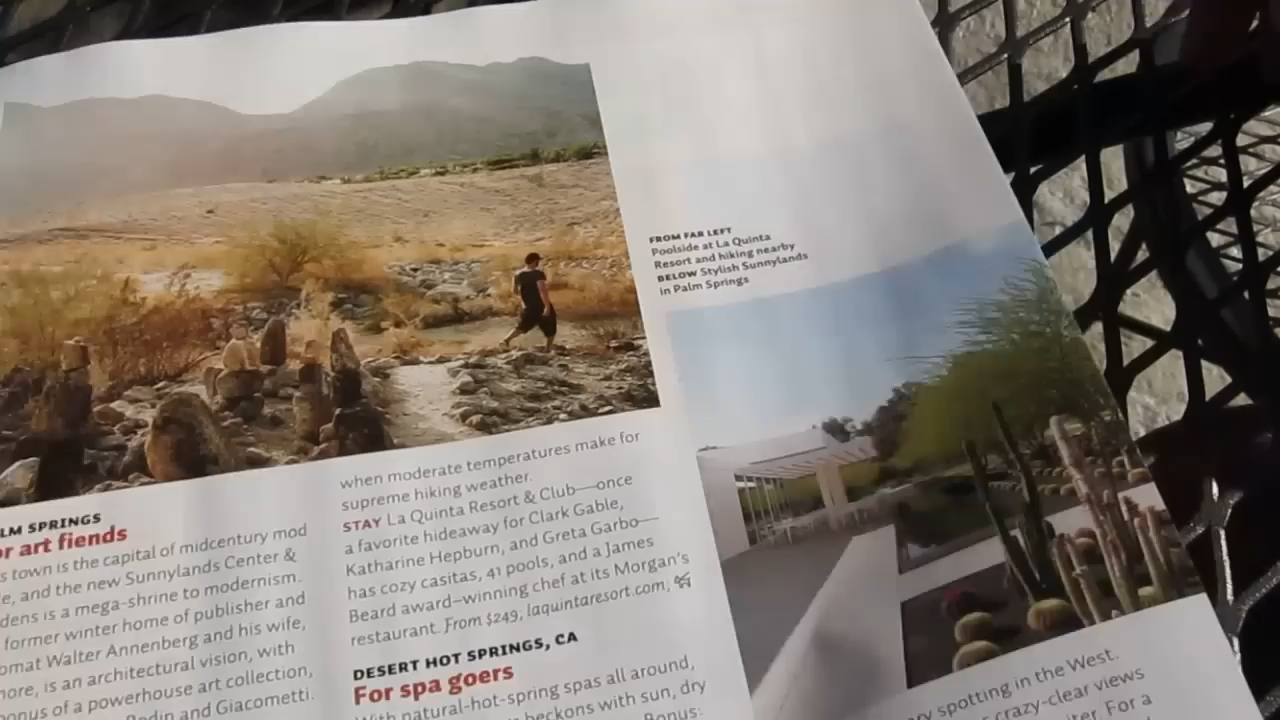 FROM FAR LEFT
Poolside at La Quinta
Resort and hiking nearby
BELOW Stylish Sunnylands
in Palm Springs
LM SPRINGS
r art fiends
s town is the capital of midcentury mod
e, and the new Sunnylands Center &
dens is a mega-shrine to modernism.
former winter home of publisher and
omat Walter Annenberg and his wife,
nore, is an architectural vision, with
onus of a powerhouse art collection,
Rodin and Giacometti.
when moderate temperatures make for
supreme hiking weather.
STAY La Quinta Resort & Club—once
a favorite hideaway for Clark Gable,
Katharine Hepburn, and Greta Garbo—
has cozy casitas, 41 pools, and a James
Beard award–winning chef at its Morgan's
restaurant. From $249; laquintaresort.com;
DESERT HOT SPRINGS, CA
For spa goers
With natural-hot-spring spas all around,
beckons with sun, dry
Bonus:
ry spotting in the West.
crazy-clear views
For a